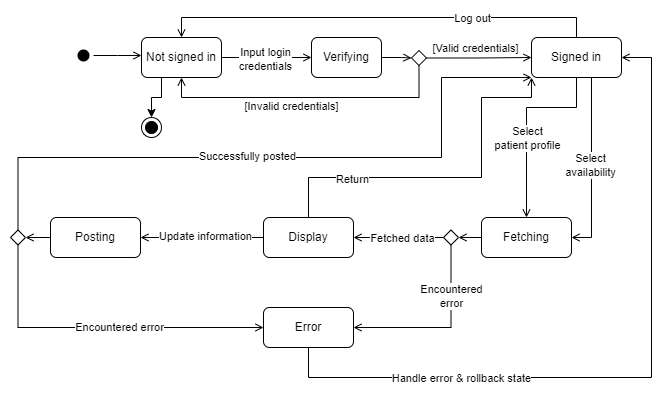 Log out
Not signed in
Input login
credentials
Verifying
[Valid credentials]
Signed in
[Invalid credentials]
Select
patient profile
Successfully posted
Select
availability
Return
Posting
Update information
Display
Fetched data
Fetching
Encountered
error
Encountered error
Error
Handle error & rollback state